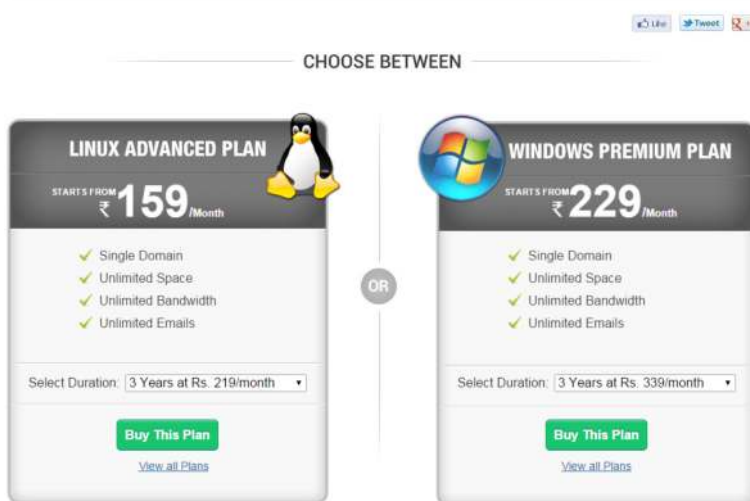 Like Tweet
CHOOSE BETWEEN
LINUX ADVANCED PLAN
STARTS FROM
₹ 159 /Month
✓ Single Domain
✓ Unlimited Space
✓ Unlimited Bandwidth
✓ Unlimited Emails
Select Duration: 3 Years at Rs. 219/month
Buy This Plan
View all Plans
OR
WINDOWS PREMIUM PLAN
STARTS FROM
₹ 229 /Month
✓ Single Domain
✓ Unlimited Space
✓ Unlimited Bandwidth
✓ Unlimited Emails
Select Duration: 3 Years at Rs. 339/month
Buy This Plan
View all Plans